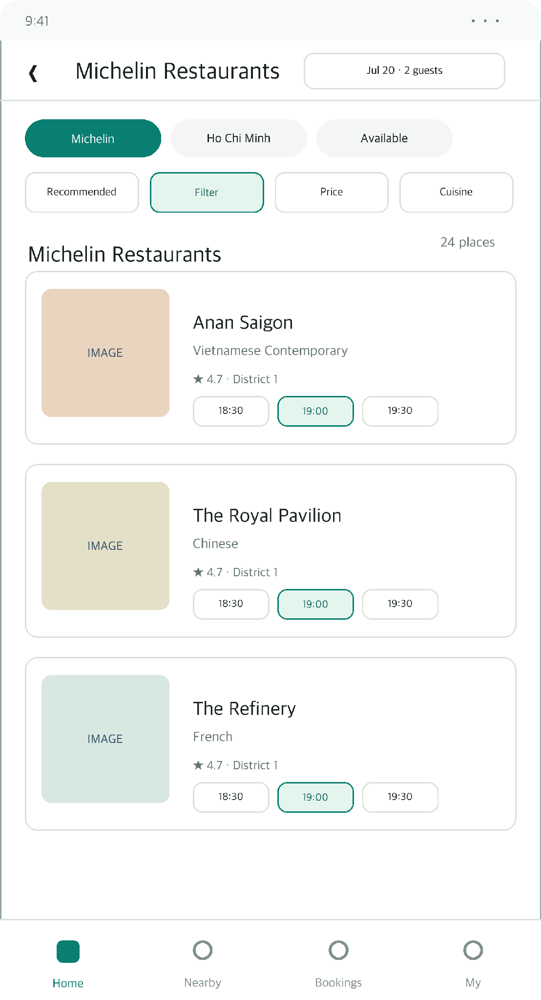 9:41
Michelin Restaurants
Jul 20 · 2 guests
Michelin
Ho Chi Minh
Available
Recommended
Filter
Price
Cuisine
24 places
Michelin Restaurants
IMAGE
Anan Saigon
Vietnamese Contemporary
★ 4.7 · District 1
18:30
19:00
19:30
IMAGE
The Royal Pavilion
Chinese
★ 4.7 · District 1
18:30
19:00
19:30
IMAGE
The Refinery
French
★ 4.7 · District 1
18:30
19:00
19:30
Home
Nearby
Bookings
My